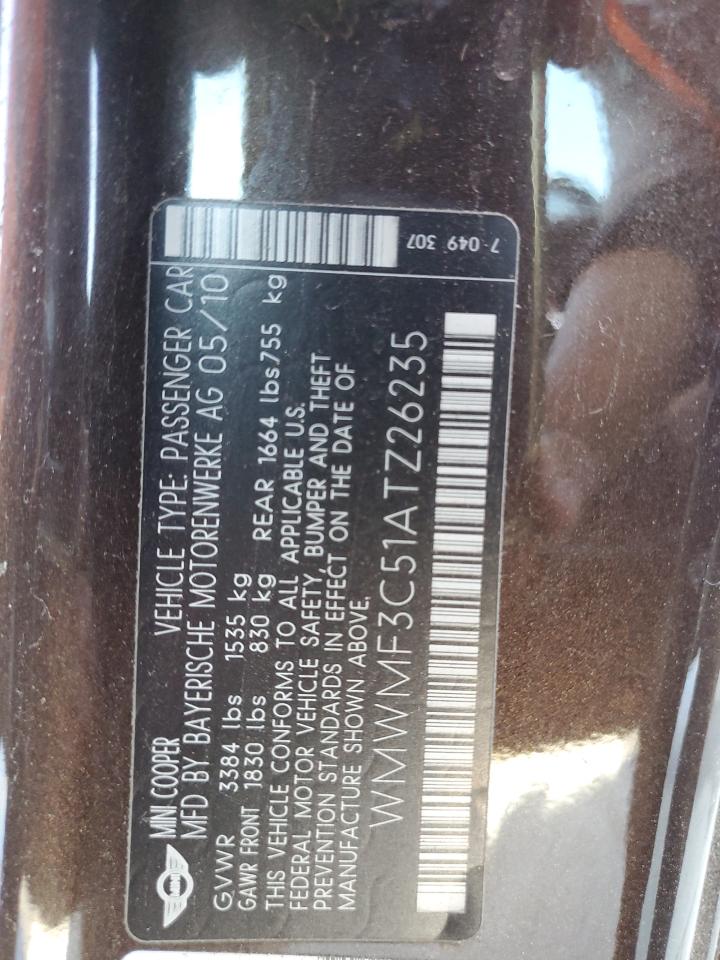 MINI COOPER VEHICLE TYPE: PASSENGER CAR
MFD BY BAYERISCHE MOTORENWERKE AG 05/10
GVWR 3384 lbs 1535 kg
GAWR FRONT 1830 lbs 830 kg REAR 1664 lbs 755 kg
THIS VEHICLE CONFORMS TO ALL APPLICABLE U.S.
FEDERAL MOTOR VEHICLE SAFETY, BUMPER AND THEFT
PREVENTION STANDARDS IN EFFECT ON THE DATE OF
MANUFACTURE SHOWN ABOVE.
WMWMF3C51ATZ26235
7 049 307